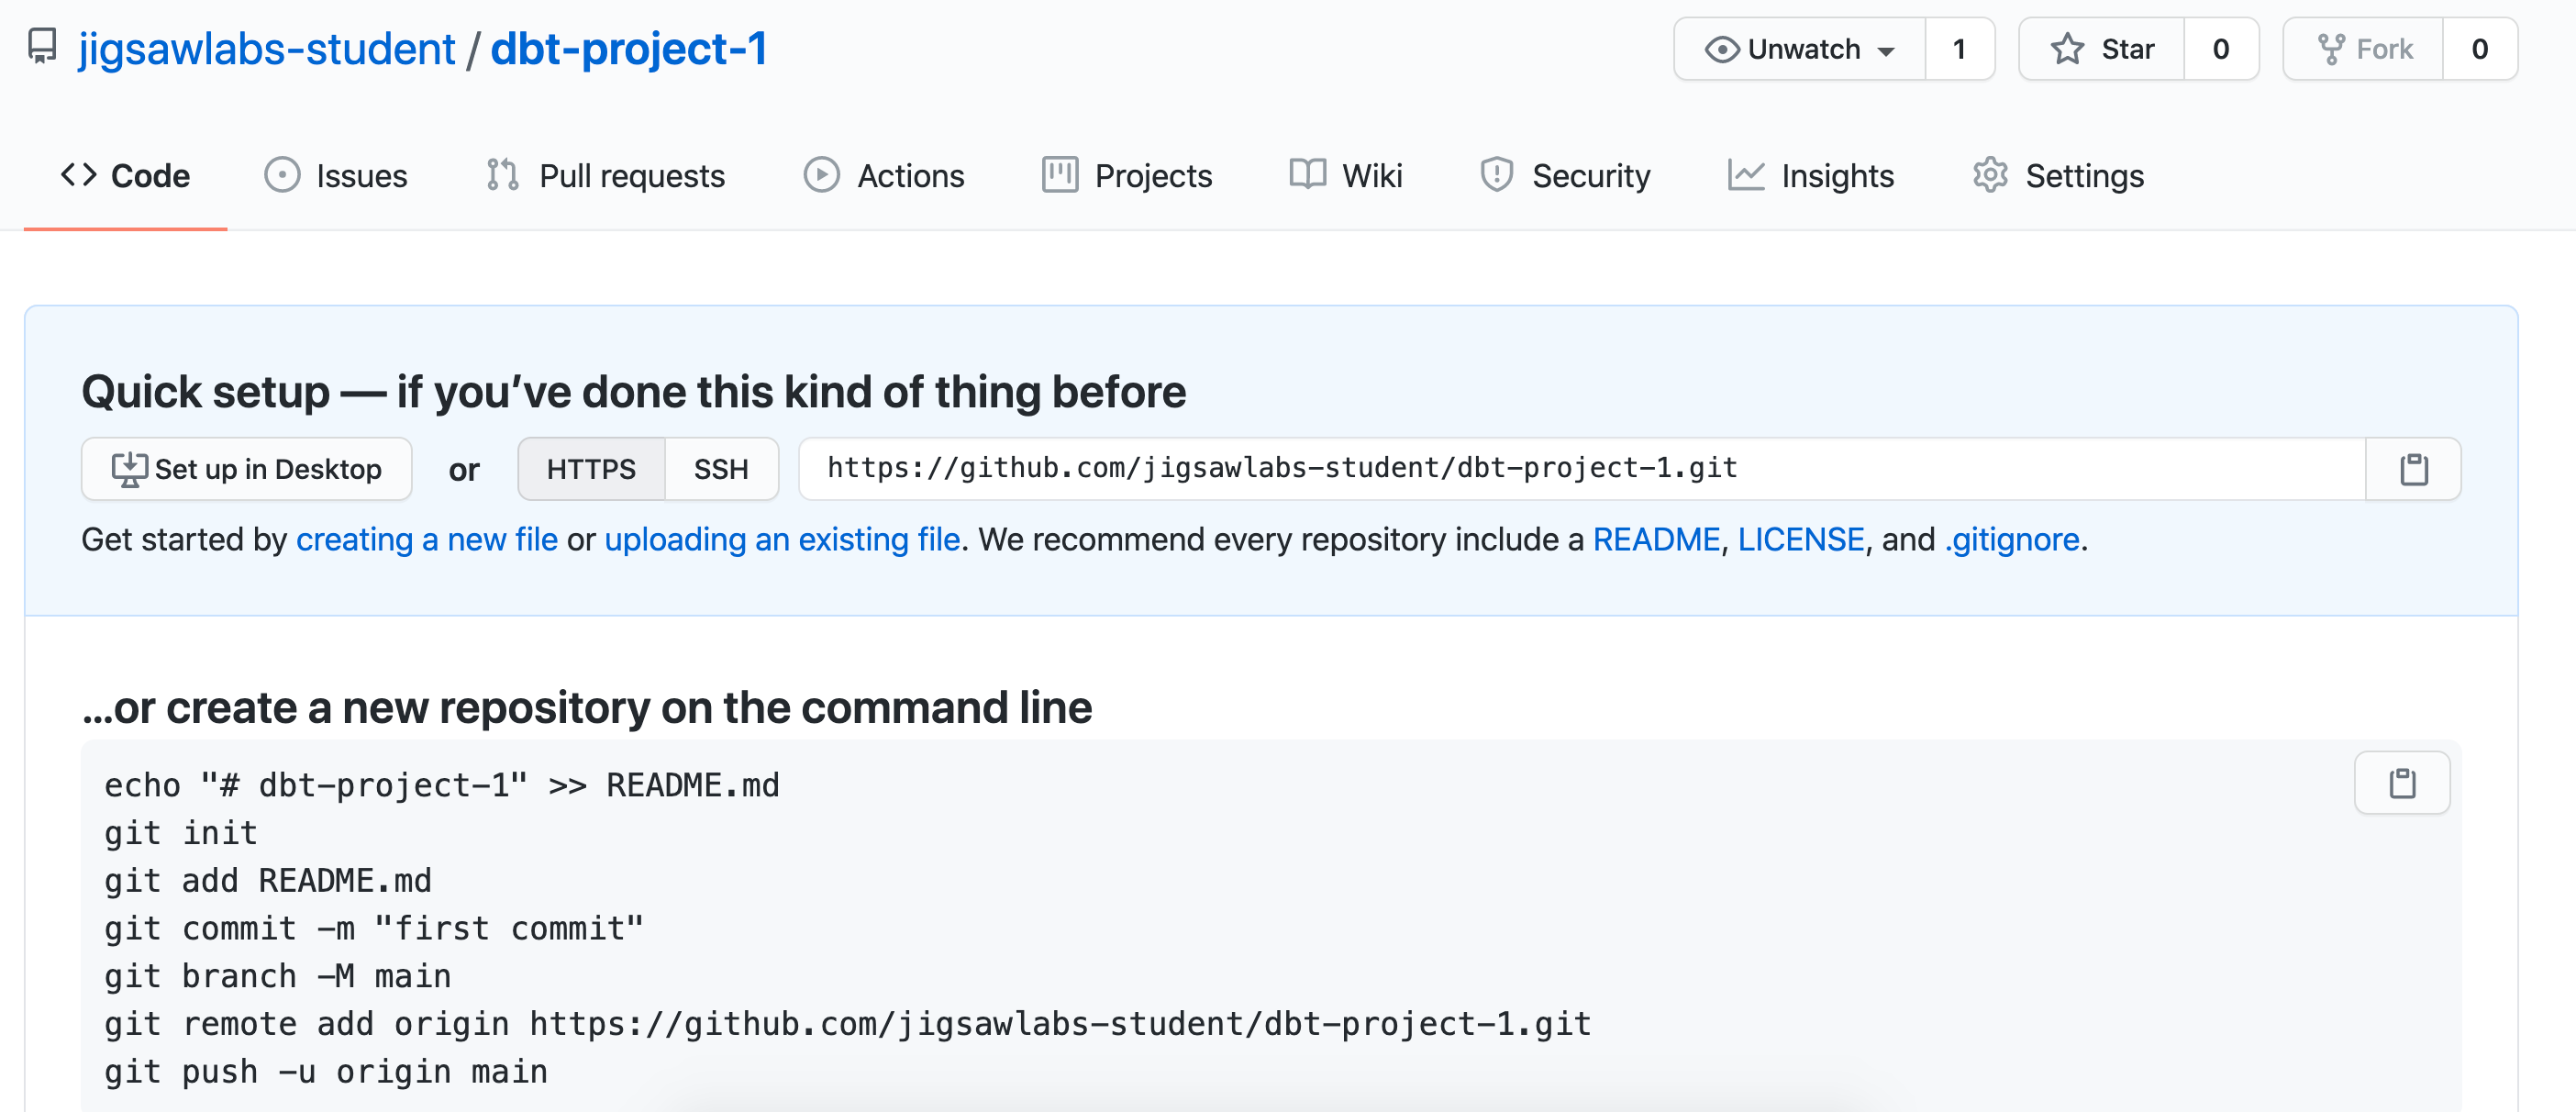 jigsawlabs-student / dbt-project-1
Unwatch 1 Star 0 Fork 0
Code Issues Pull requests Actions Projects Wiki Security Insights Settings
Quick setup — if you’ve done this kind of thing before
Set up in Desktop or HTTPS SSH https://github.com/jigsawlabs-student/dbt-project-1.git
Get started by creating a new file or uploading an existing file. We recommend every repository include a README, LICENSE, and .gitignore.
…or create a new repository on the command line
echo "# dbt-project-1" >> README.md
git init
git add README.md
git commit -m "first commit"
git branch -M main
git remote add origin https://github.com/jigsawlabs-student/dbt-project-1.git
git push -u origin main